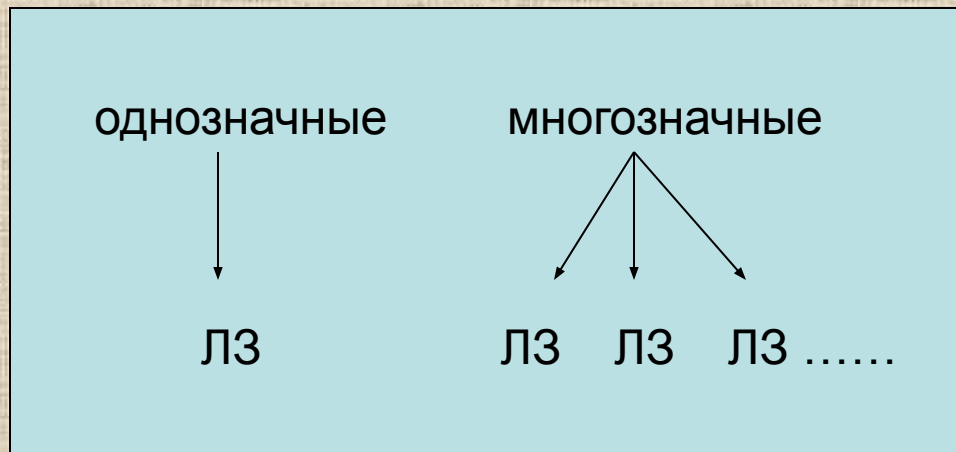 однозначные многозначные
ЛЗ ЛЗ ЛЗ ЛЗ ......